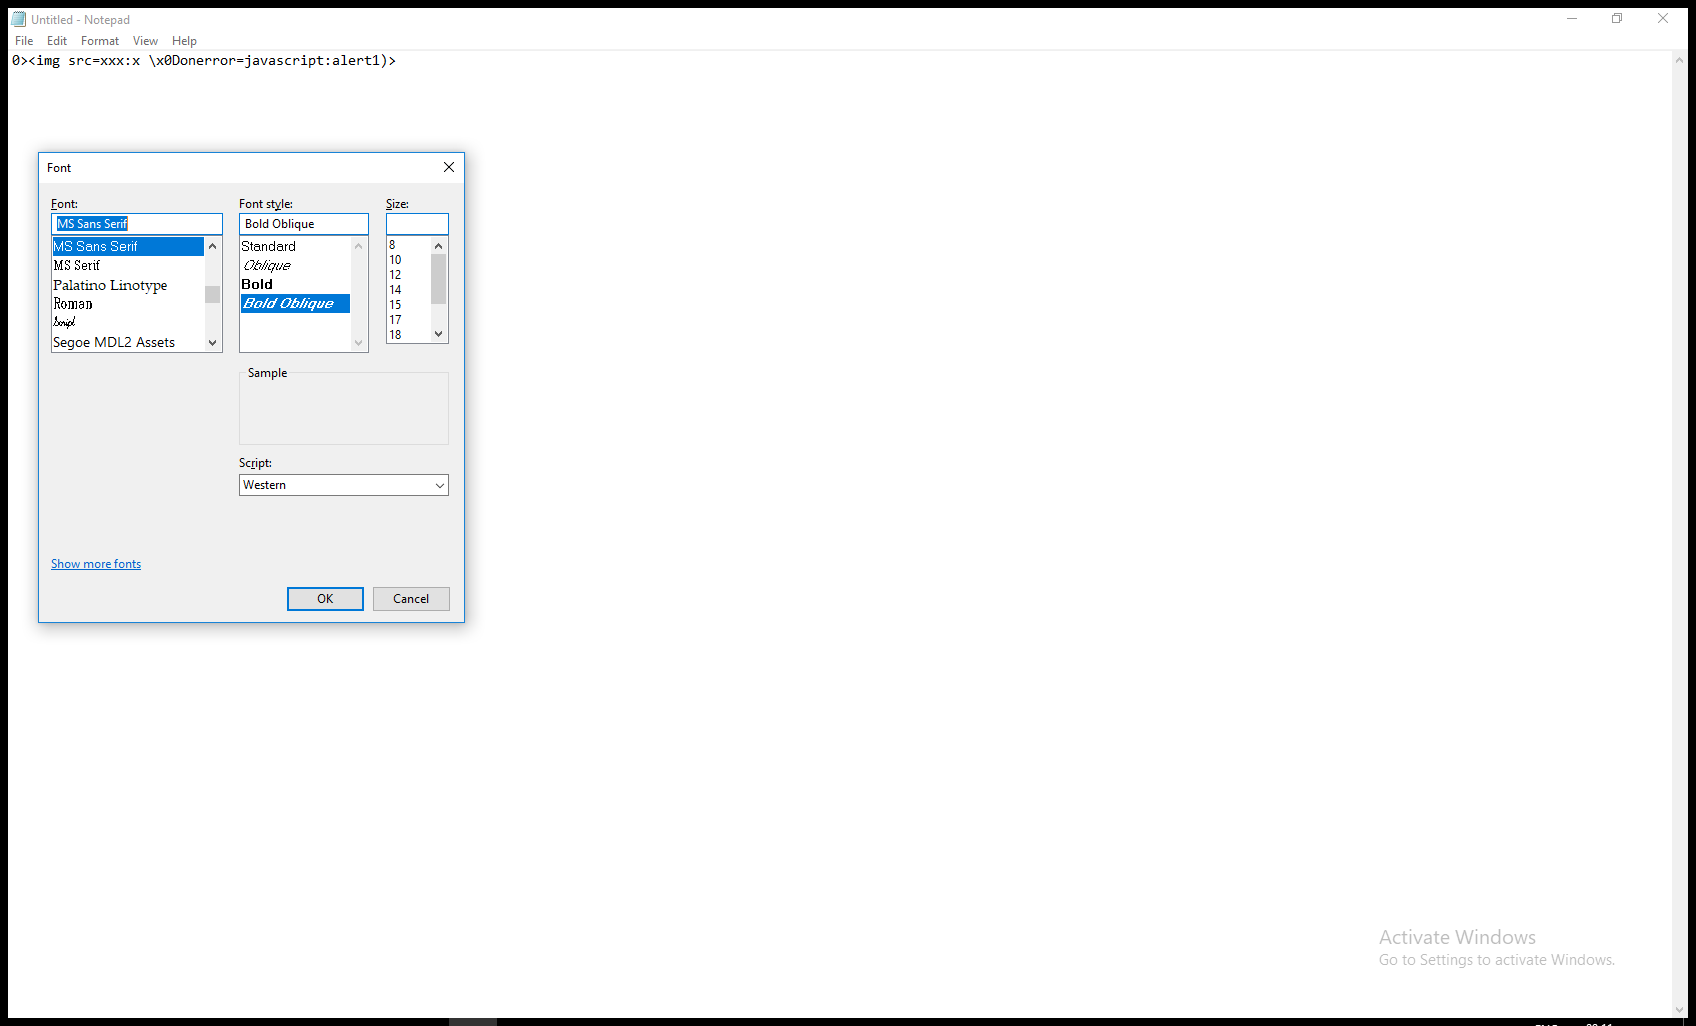 Untitled - Notepad
File Edit Format View Help
0><img src=xxx:x \x0Donerror=javascript:alert1)>
Font
Font: Font style: Size:
MS Sans Serif Bold Oblique
MS Sans Serif Standard 8
MS Serif Oblique 10
Palatino Linotype Bold 12
Roman Bold Oblique 14
Script 15
Segoe MDL2 Assets 17
18
Sample
Script:
Western
Show more fonts
OK Cancel
Activate Windows
Go to Settings to activate Windows.